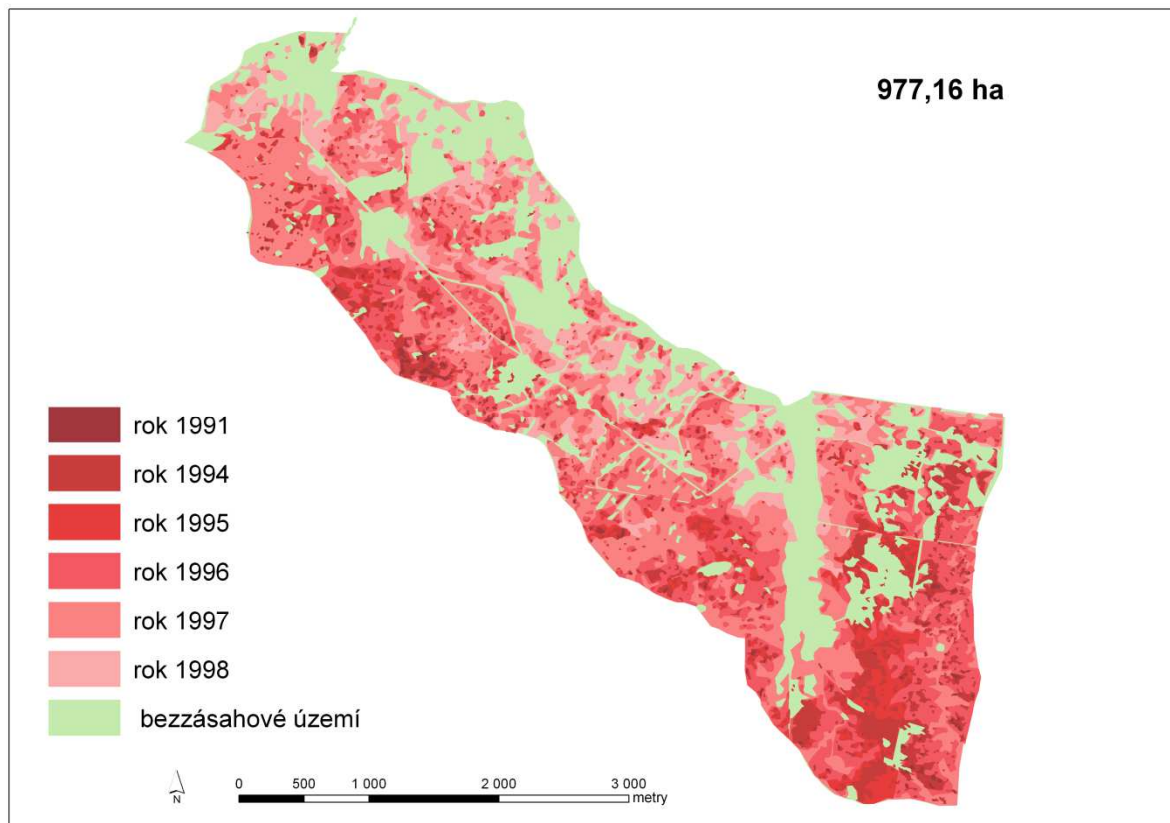 977,16 ha
rok 1991
rok 1994
rok 1995
rok 1996
rok 1997
rok 1998
bezzásahové území
N
0 500 1 000 2 000 3 000
metry